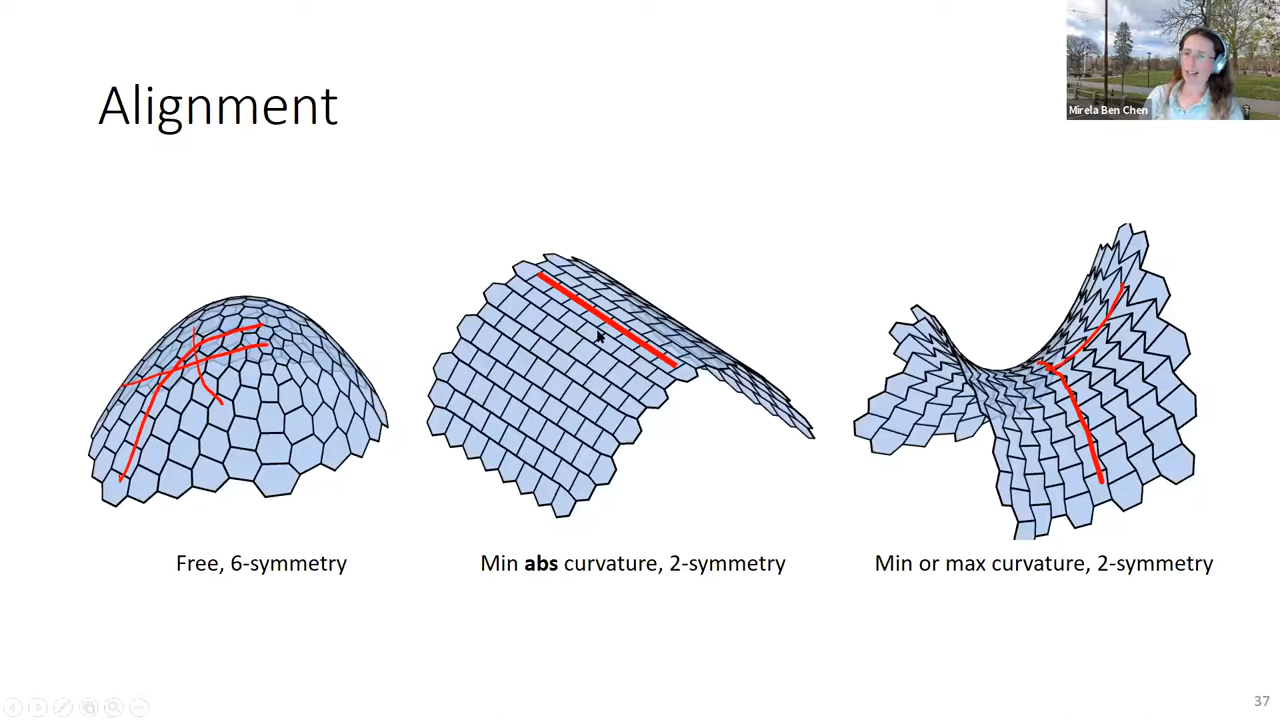 Alignment
Mirela Ben Chen
Free, 6-symmetry
Min abs curvature, 2-symmetry
Min or max curvature, 2-symmetry
37